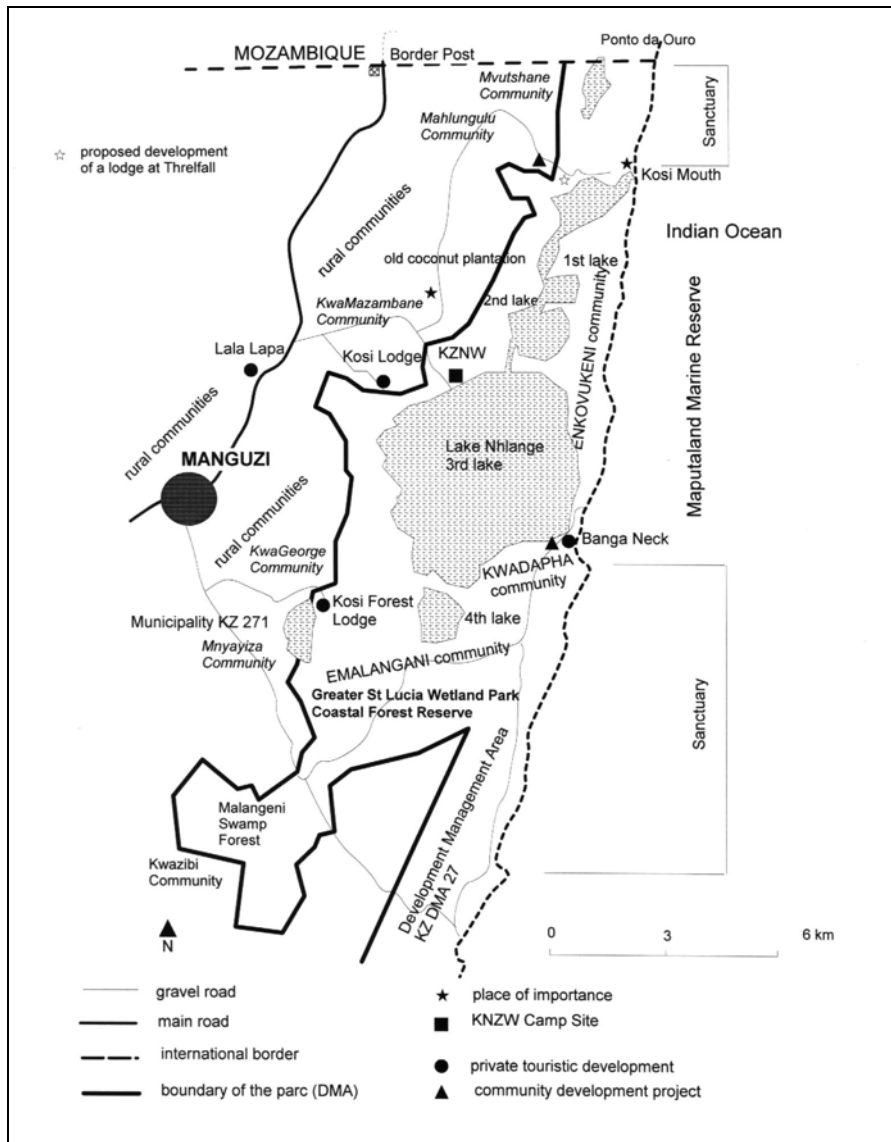 Ponto da Ouro
MOZAMBIQUE
Border Post
Mvutshane
Community
Mahlungulu
Community
Sanctuary
proposed development
of a lodge at Threlfall
Kosi Mouth
Indian Ocean
rural communities
old coconut plantation
1st lake
2nd lake
KwaMazambane
Community
ENKOVUKENI community
Maputaland Marine Reserve
Lala Lapa
Kosi Lodge
KZNW
rural communities
Lake Nhlange
3rd lake
MANGUZI
rural communities
Banga Neck
KwaGeorge
Community
KWADAPHA
community
Kosi Forest
Lodge
4th lake
Municipality KZ 271
Mnyayiza
Community
EMALANGANI community
Greater St Lucia Wetland Park
Coastal Forest Reserve
Sanctuary
Development Management Area
KZ DMA 27
Malangeni
Swamp
Forest
Kwazibi
Community
N
0 3 6 km
gravel road
main road
international border
boundary of the parc (DMA)
place of importance
KNZW Camp Site
private touristic development
community development project